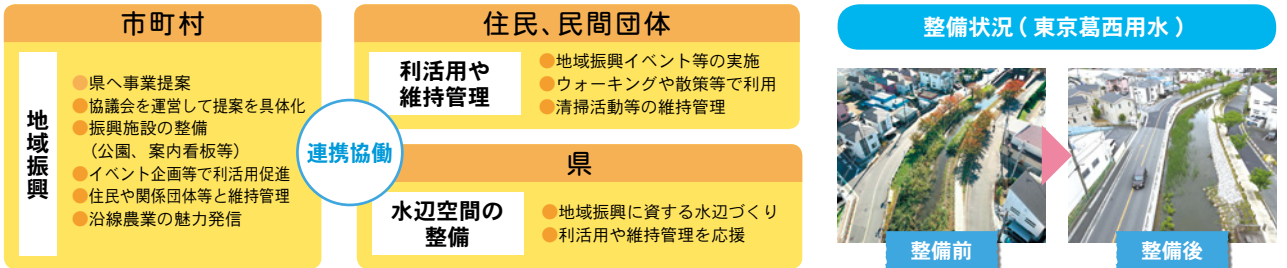 市町村
地域振興
●県へ事業提案
●協議会を運営して提案を具体化
●振興施設の整備
（公園、案内看板等）
●イベント企画等で利活用促進
●住民や関係団体等と維持管理
●沿線農業の魅力発信
連携協働
住民、民間団体
利活用や
維持管理
●地域振興イベント等の実施
●ウォーキングや散策等で利用
●清掃活動等の維持管理
県
水辺空間の
整備
●地域振興に資する水辺づくり
●利活用や維持管理を応援
整備状況 ( 東京葛西用水 )
整備前
整備後